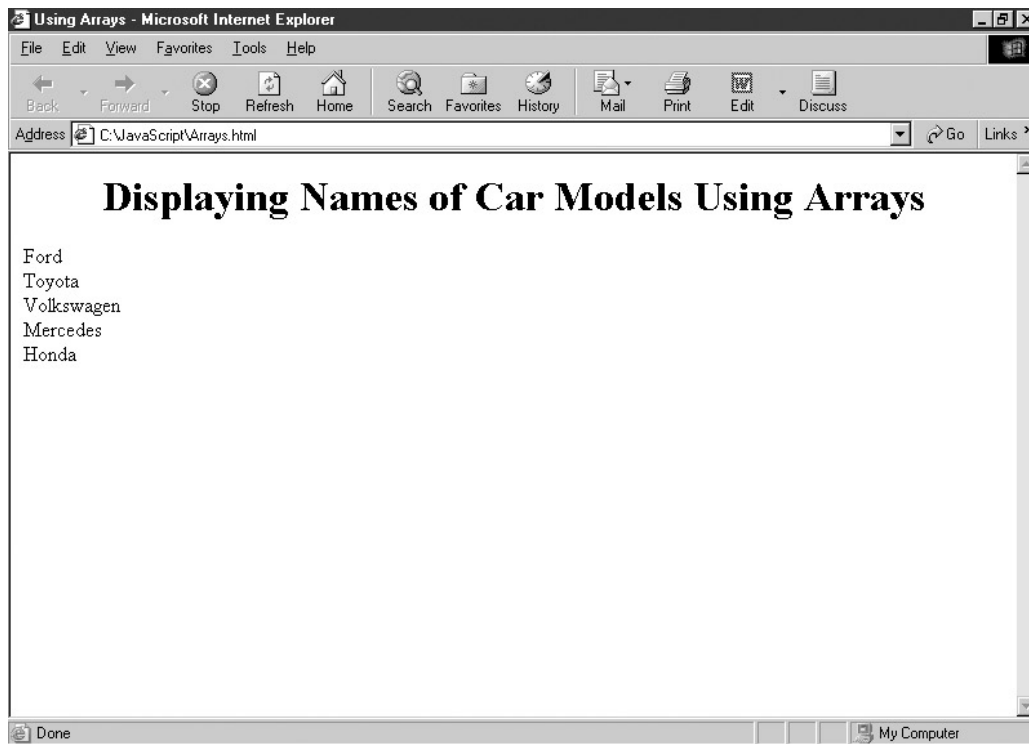 Using Arrays - Microsoft Internet Explorer
File Edit View Favorites Tools Help
Back Forward Stop Refresh Home Search Favorites History Mail Print Edit Discuss
Address C:\JavaScript\Arrays.html Go Links
Displaying Names of Car Models Using Arrays
Ford
Toyota
Volkswagen
Mercedes
Honda
Done My Computer